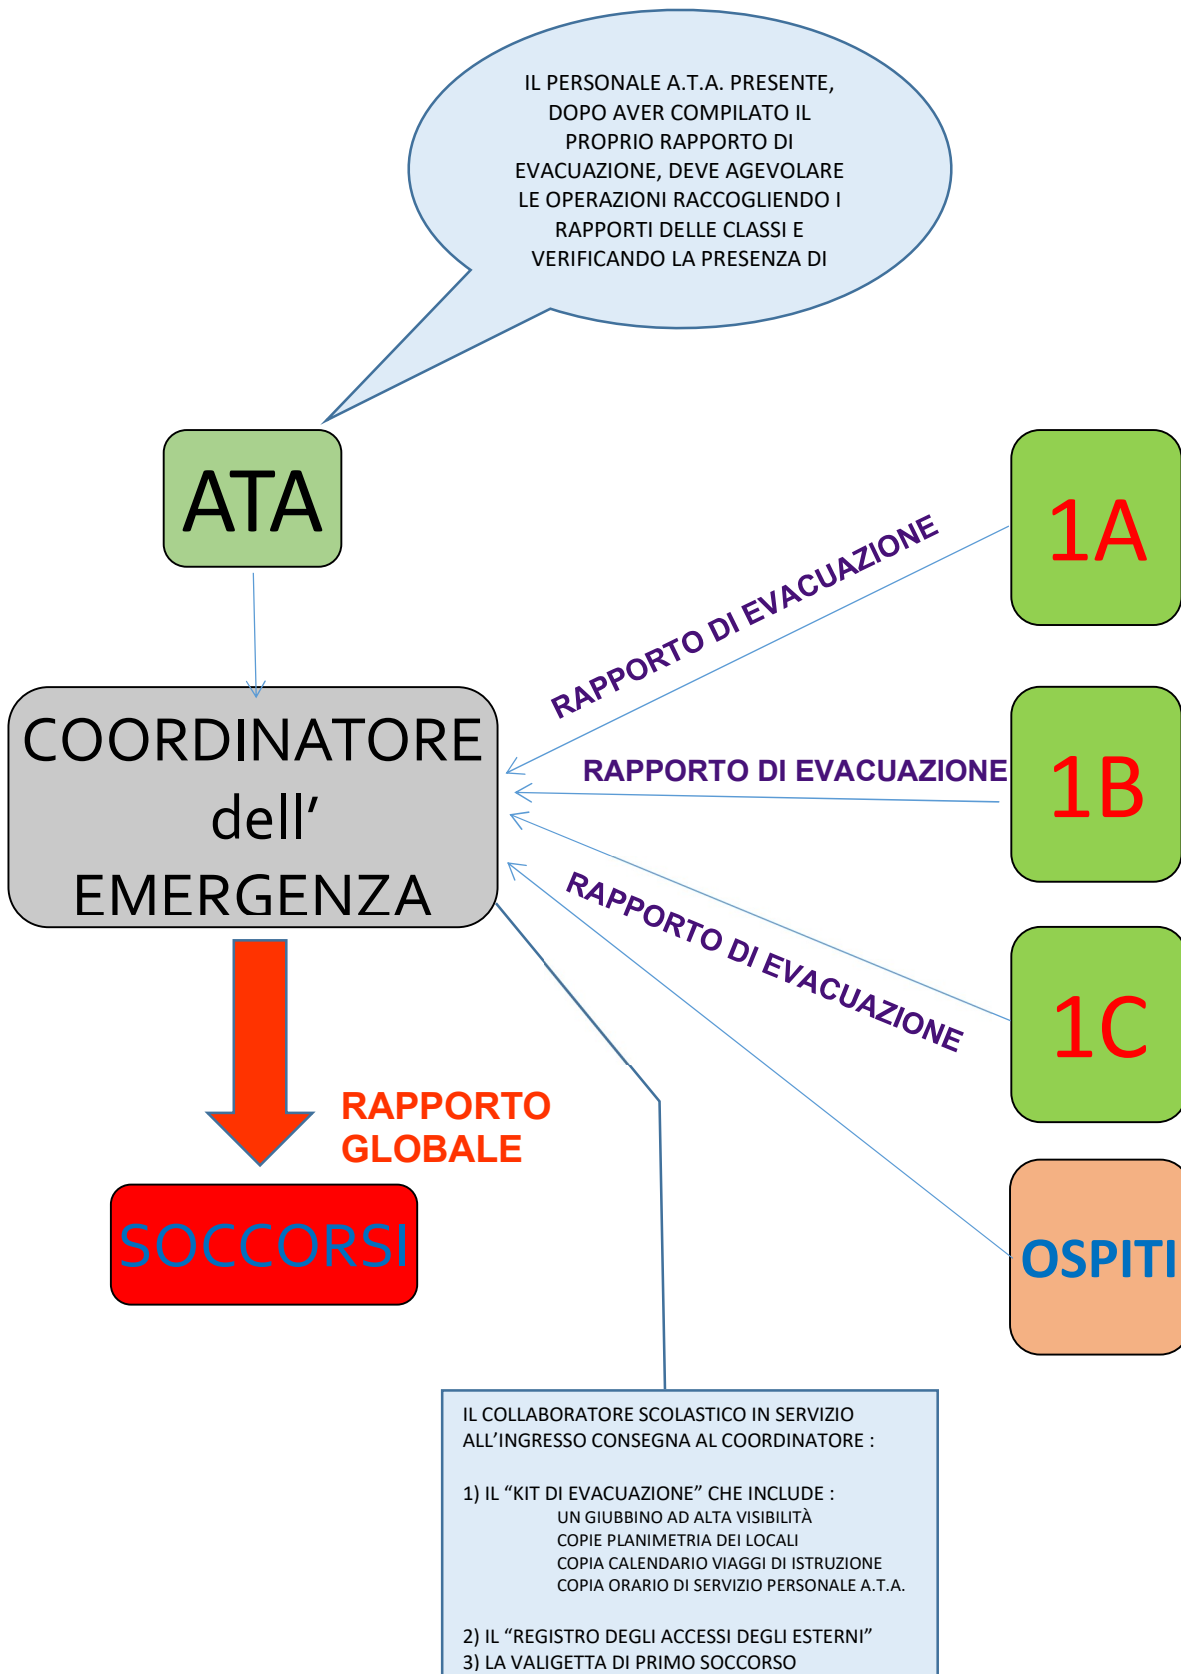 IL PERSONALE A.T.A. PRESENTE,
DOPO AVER COMPILATO IL
PROPRIO RAPPORTO DI
EVACUAZIONE, DEVE AGEVOLARE
LE OPERAZIONI RACCOGLIENDO I
RAPPORTI DELLE CLASSI E
VERIFICANDO LA PRESENZA DI
ATA
1A
RAPPORTO DI EVACUAZIONE
COORDINATORE
dell’
EMERGENZA
RAPPORTO DI EVACUAZIONE
1B
RAPPORTO DI EVACUAZIONE
1C
RAPPORTO
GLOBALE
SOCCORSI
OSPITI
IL COLLABORATORE SCOLASTICO IN SERVIZIO
ALL’INGRESSO CONSEGNA AL COORDINATORE :
1) IL “KIT DI EVACUAZIONE” CHE INCLUDE :
UN GIUBBINO AD ALTA VISIBILITÀ
COPIE PLANIMETRIA DEI LOCALI
COPIA CALENDARIO VIAGGI DI ISTRUZIONE
COPIA ORARIO DI SERVIZIO PERSONALE A.T.A.
2) IL “REGISTRO DEGLI ACCESSI DEGLI ESTERNI”
3) LA VALIGETTA DI PRIMO SOCCORSO